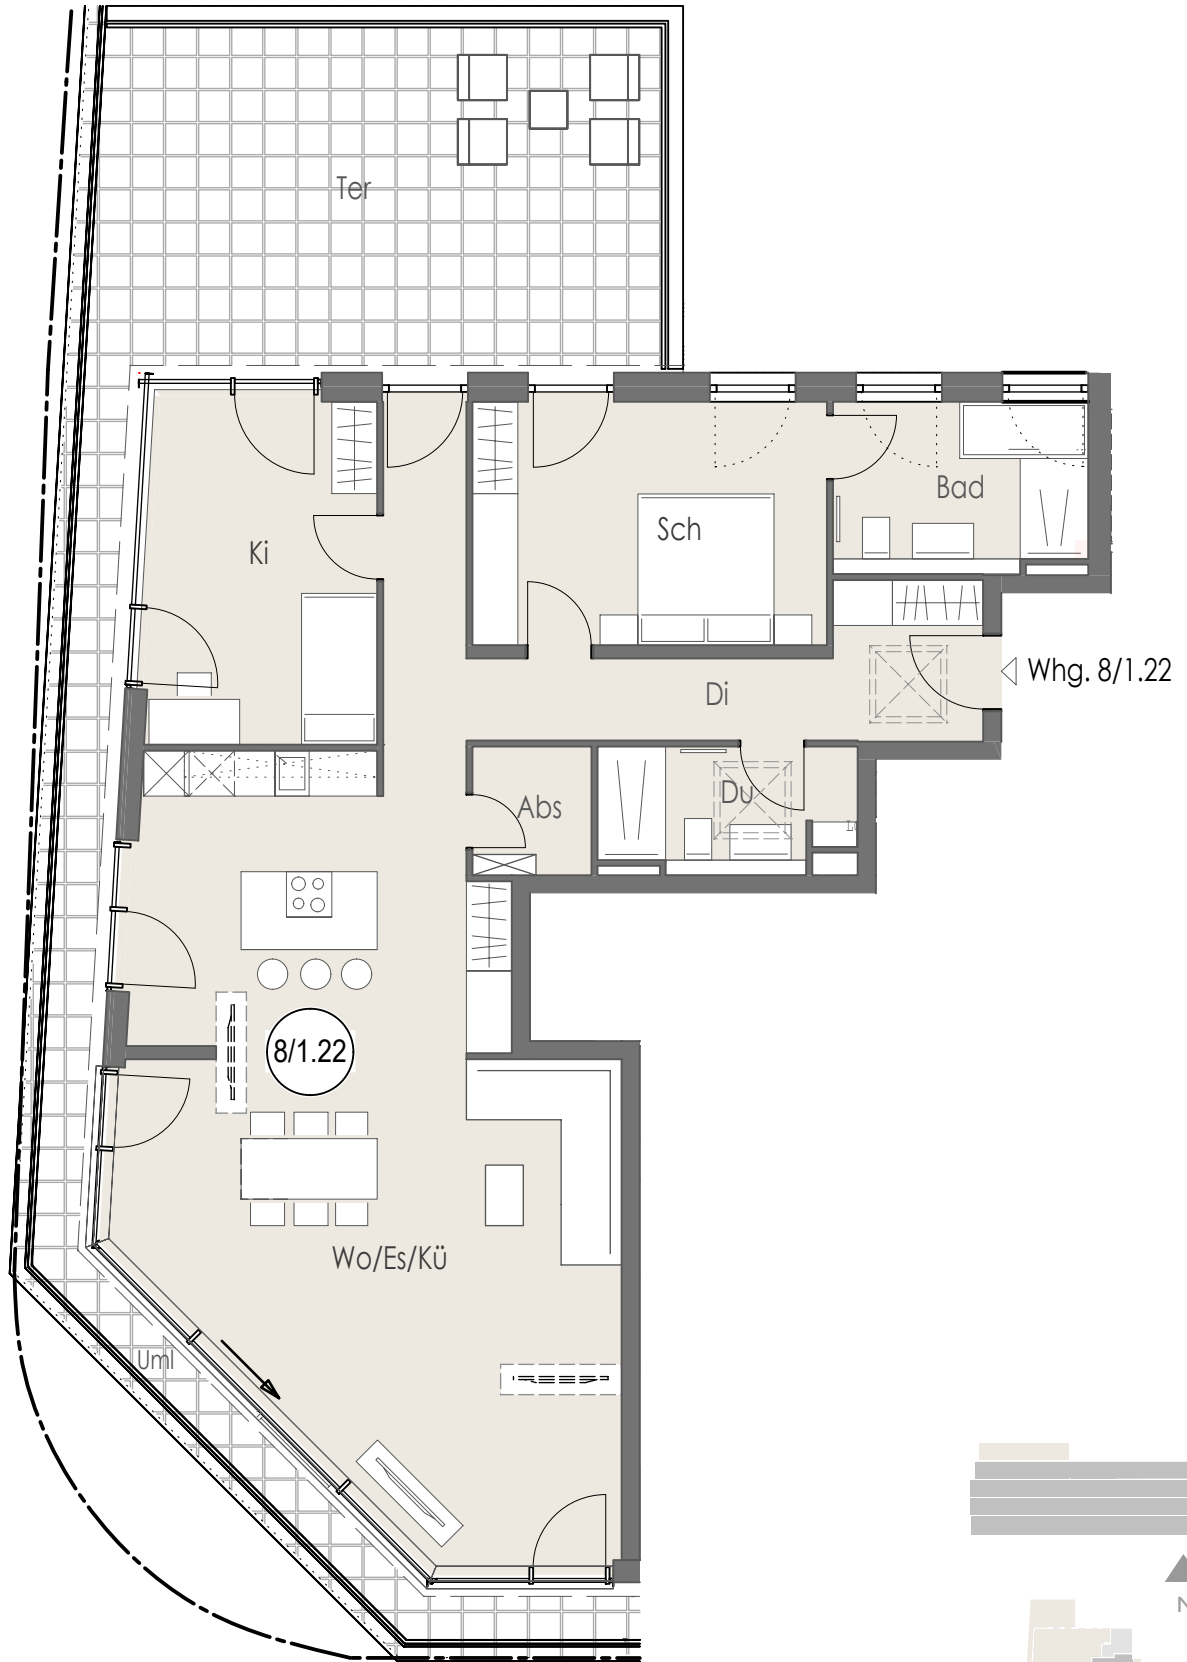 Ter
Bad
Sch
Ki
Whg. 8/1.22
Di
Du
Abs
8/1.22
Wo/Es/Kü
Uml
N